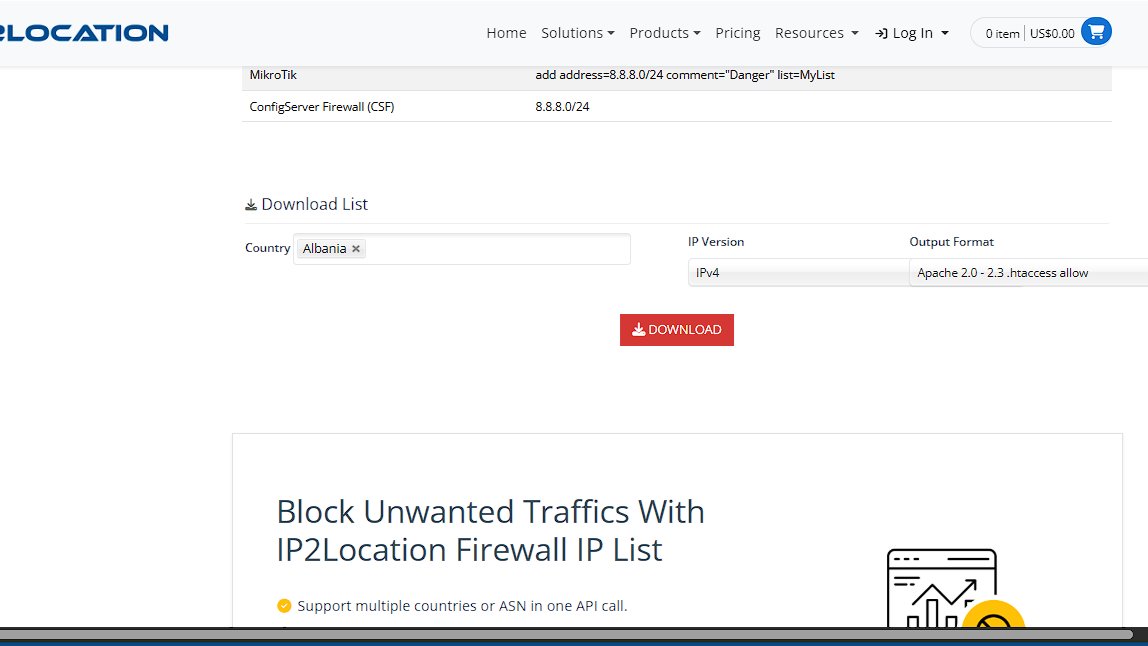 2LOCATION Home Solutions Products Pricing Resources Log In 0 item US$0.00
MikroTik add address=8.8.8.0/24 comment="Danger" list=MyList
ConfigServer Firewall (CSF) 8.8.8.0/24
Download List
Country Albania × IP Version Output Format
IPv4 Apache 2.0 - 2.3 .htaccess allow
DOWNLOAD
Block Unwanted Traffics With
IP2Location Firewall IP List
Support multiple countries or ASN in one API call.